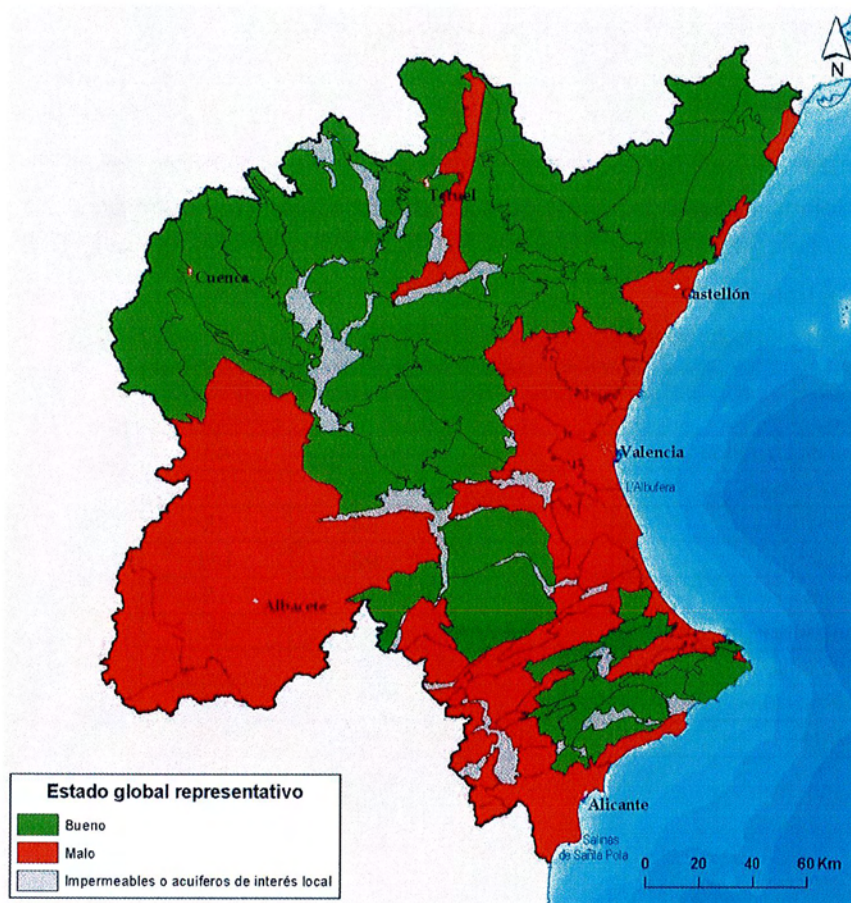 N
Teruel
Cuenca
Castellón
Valencia
L'Albufera
Albacete
Alicante
Salinas
de Santa Pola
0 20 40 60 Km
Estado global representativo
Bueno
Malo
Impermeables o acuiferos de interés local